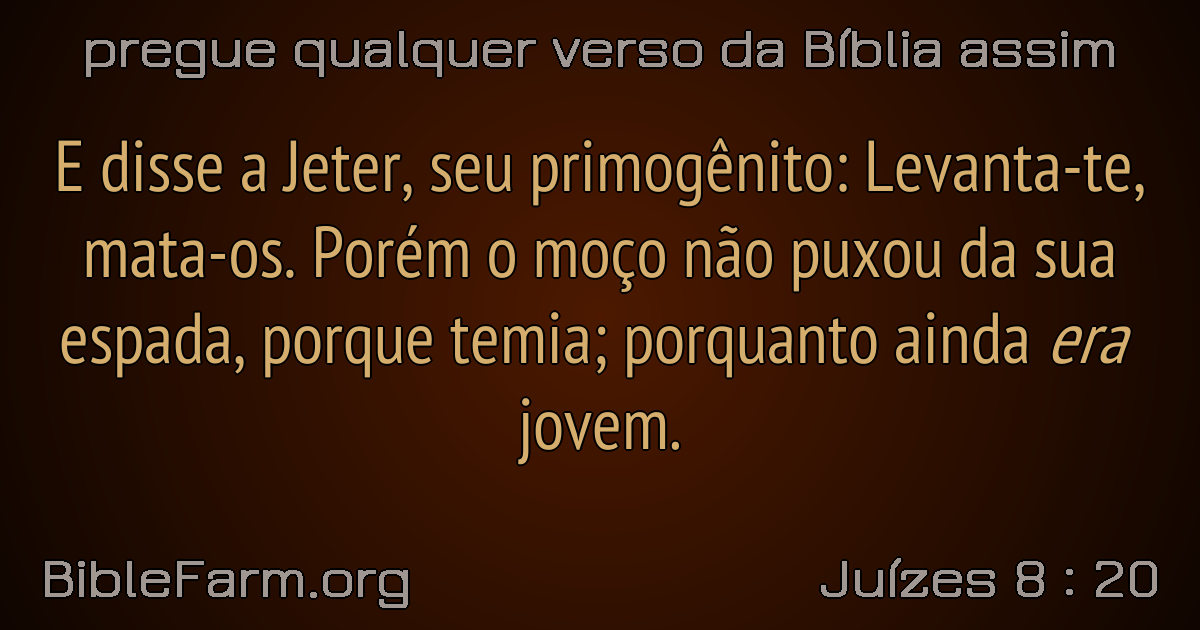 pregue qualquer verso da Bíblia assim
E disse a Jeter, seu primogênito: Levanta-te,
mata-os. Porém o moço não puxou da sua
espada, porque temia; porquanto ainda era
jovem.
BibleFarm.org
Juízes 8 : 20